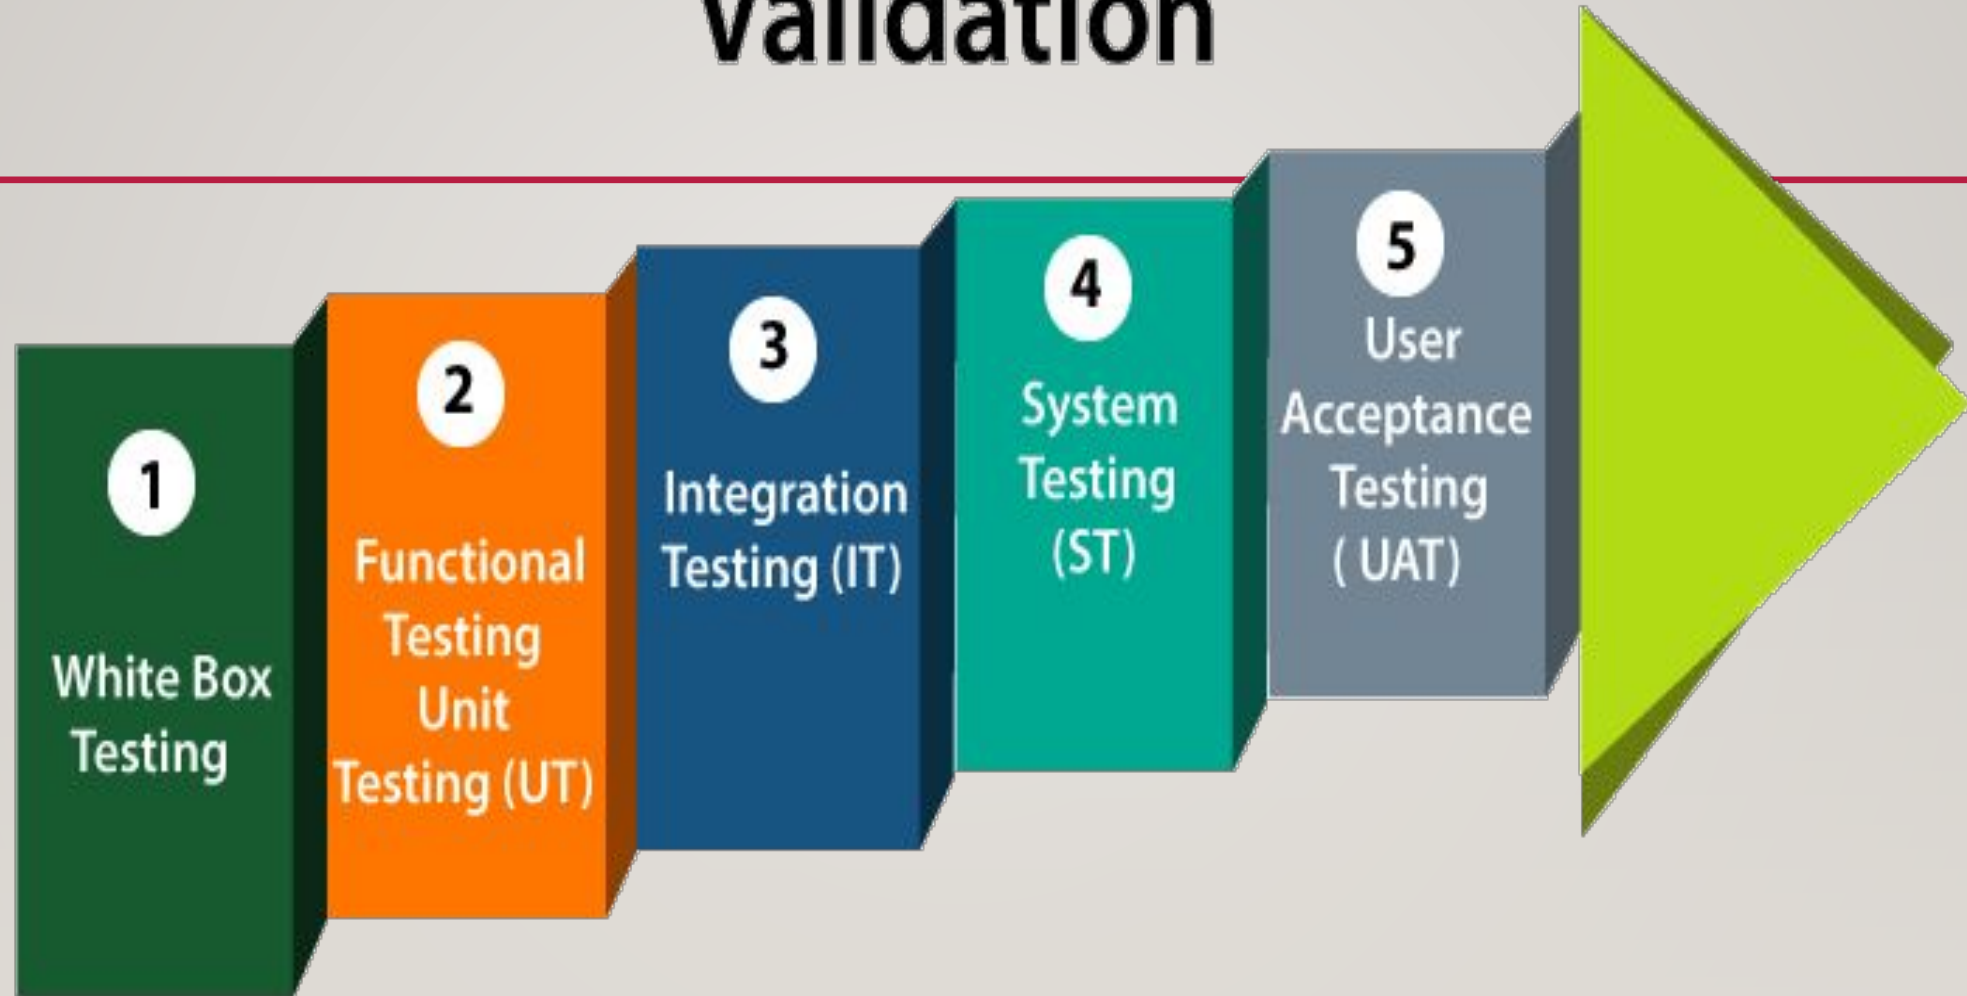 Validation
1
White Box
Testing
2
Functional
Testing
Unit
Testing (UT)
3
Integration
Testing (IT)
4
System
Testing
(ST)
5
User
Acceptance
Testing
( UAT)